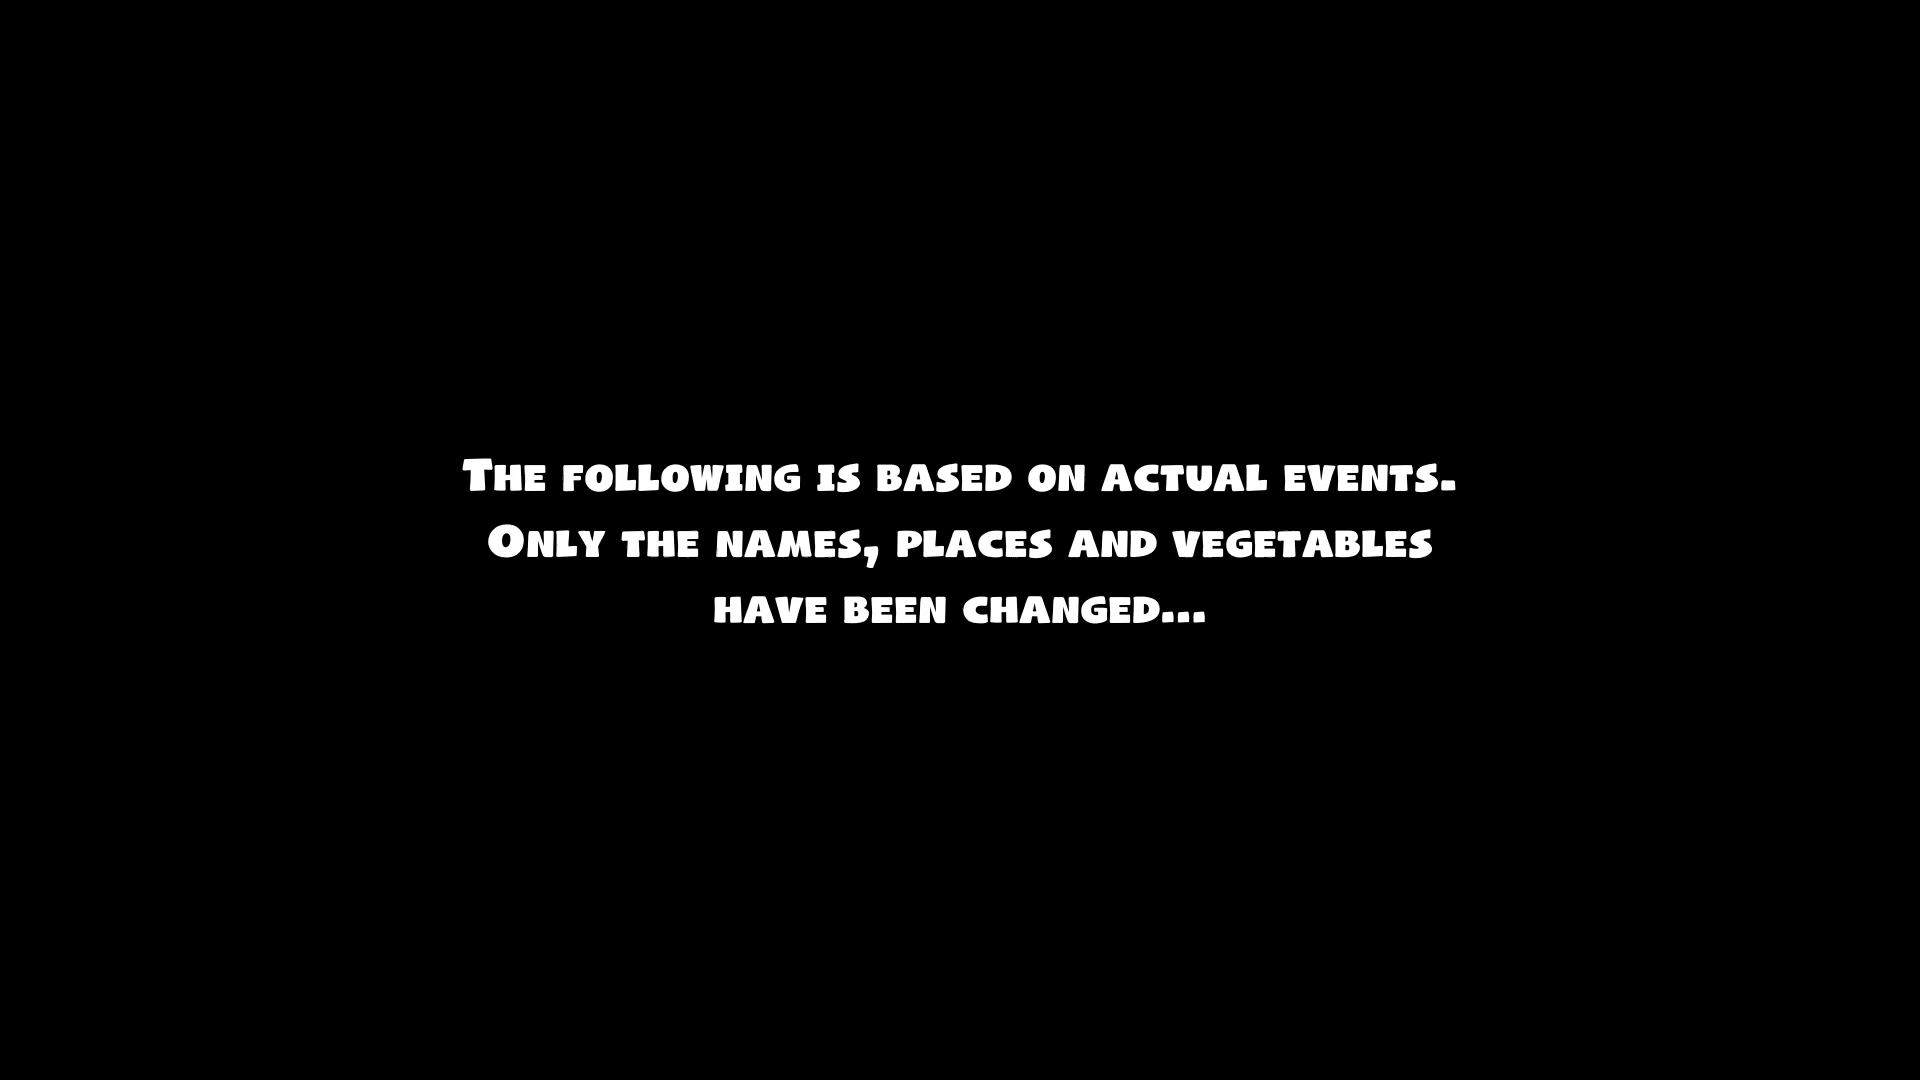 The following is based on actual events.
Only the names, places and vegetables
have been changed...